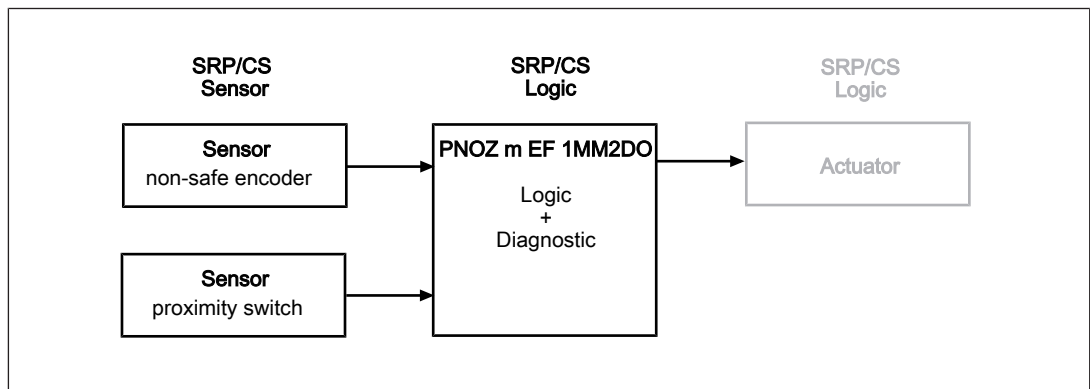 SRP/CS
Sensor
SRP/CS
Logic
SRP/CS
Logic
Sensor
non-safe encoder
PNOZ m EF 1MM2DO
Logic
+
Diagnostic
Actuator
Sensor
proximity switch